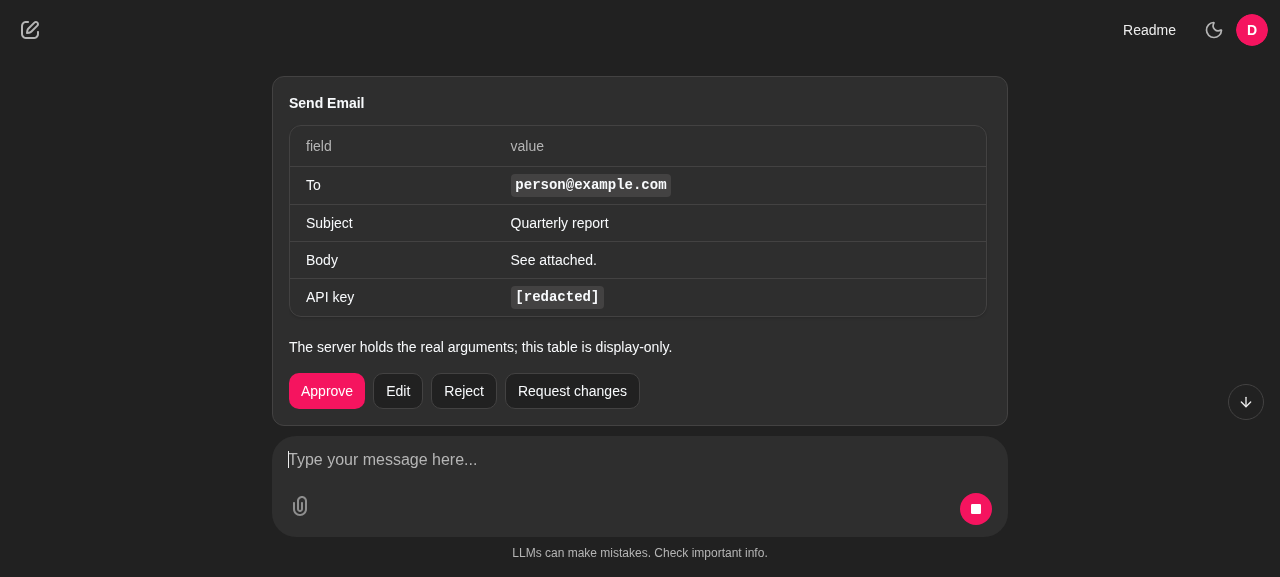 Readme
D
Send Email
field value
To person@example.com
Subject Quarterly report
Body See attached.
API key [redacted]
The server holds the real arguments; this table is display-only.
Approve Edit Reject Request changes
Type your message here...
LLMs can make mistakes. Check important info.